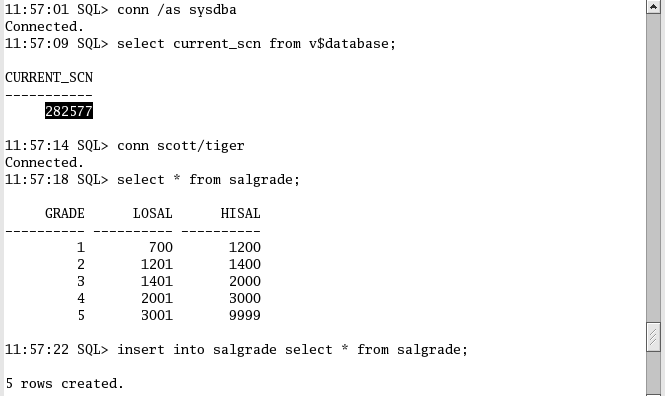 11:57:01 SQL> conn /as sysdba
Connected.
11:57:09 SQL> select current_scn from v$database;
CURRENT_SCN
-----------
282577
11:57:14 SQL> conn scott/tiger
Connected.
11:57:18 SQL> select * from salgrade;
GRADE LOSAL HISAL
---------- ---------- ----------
1 700 1200
2 1201 1400
3 1401 2000
4 2001 3000
5 3001 9999
11:57:22 SQL> insert into salgrade select * from salgrade;
5 rows created.